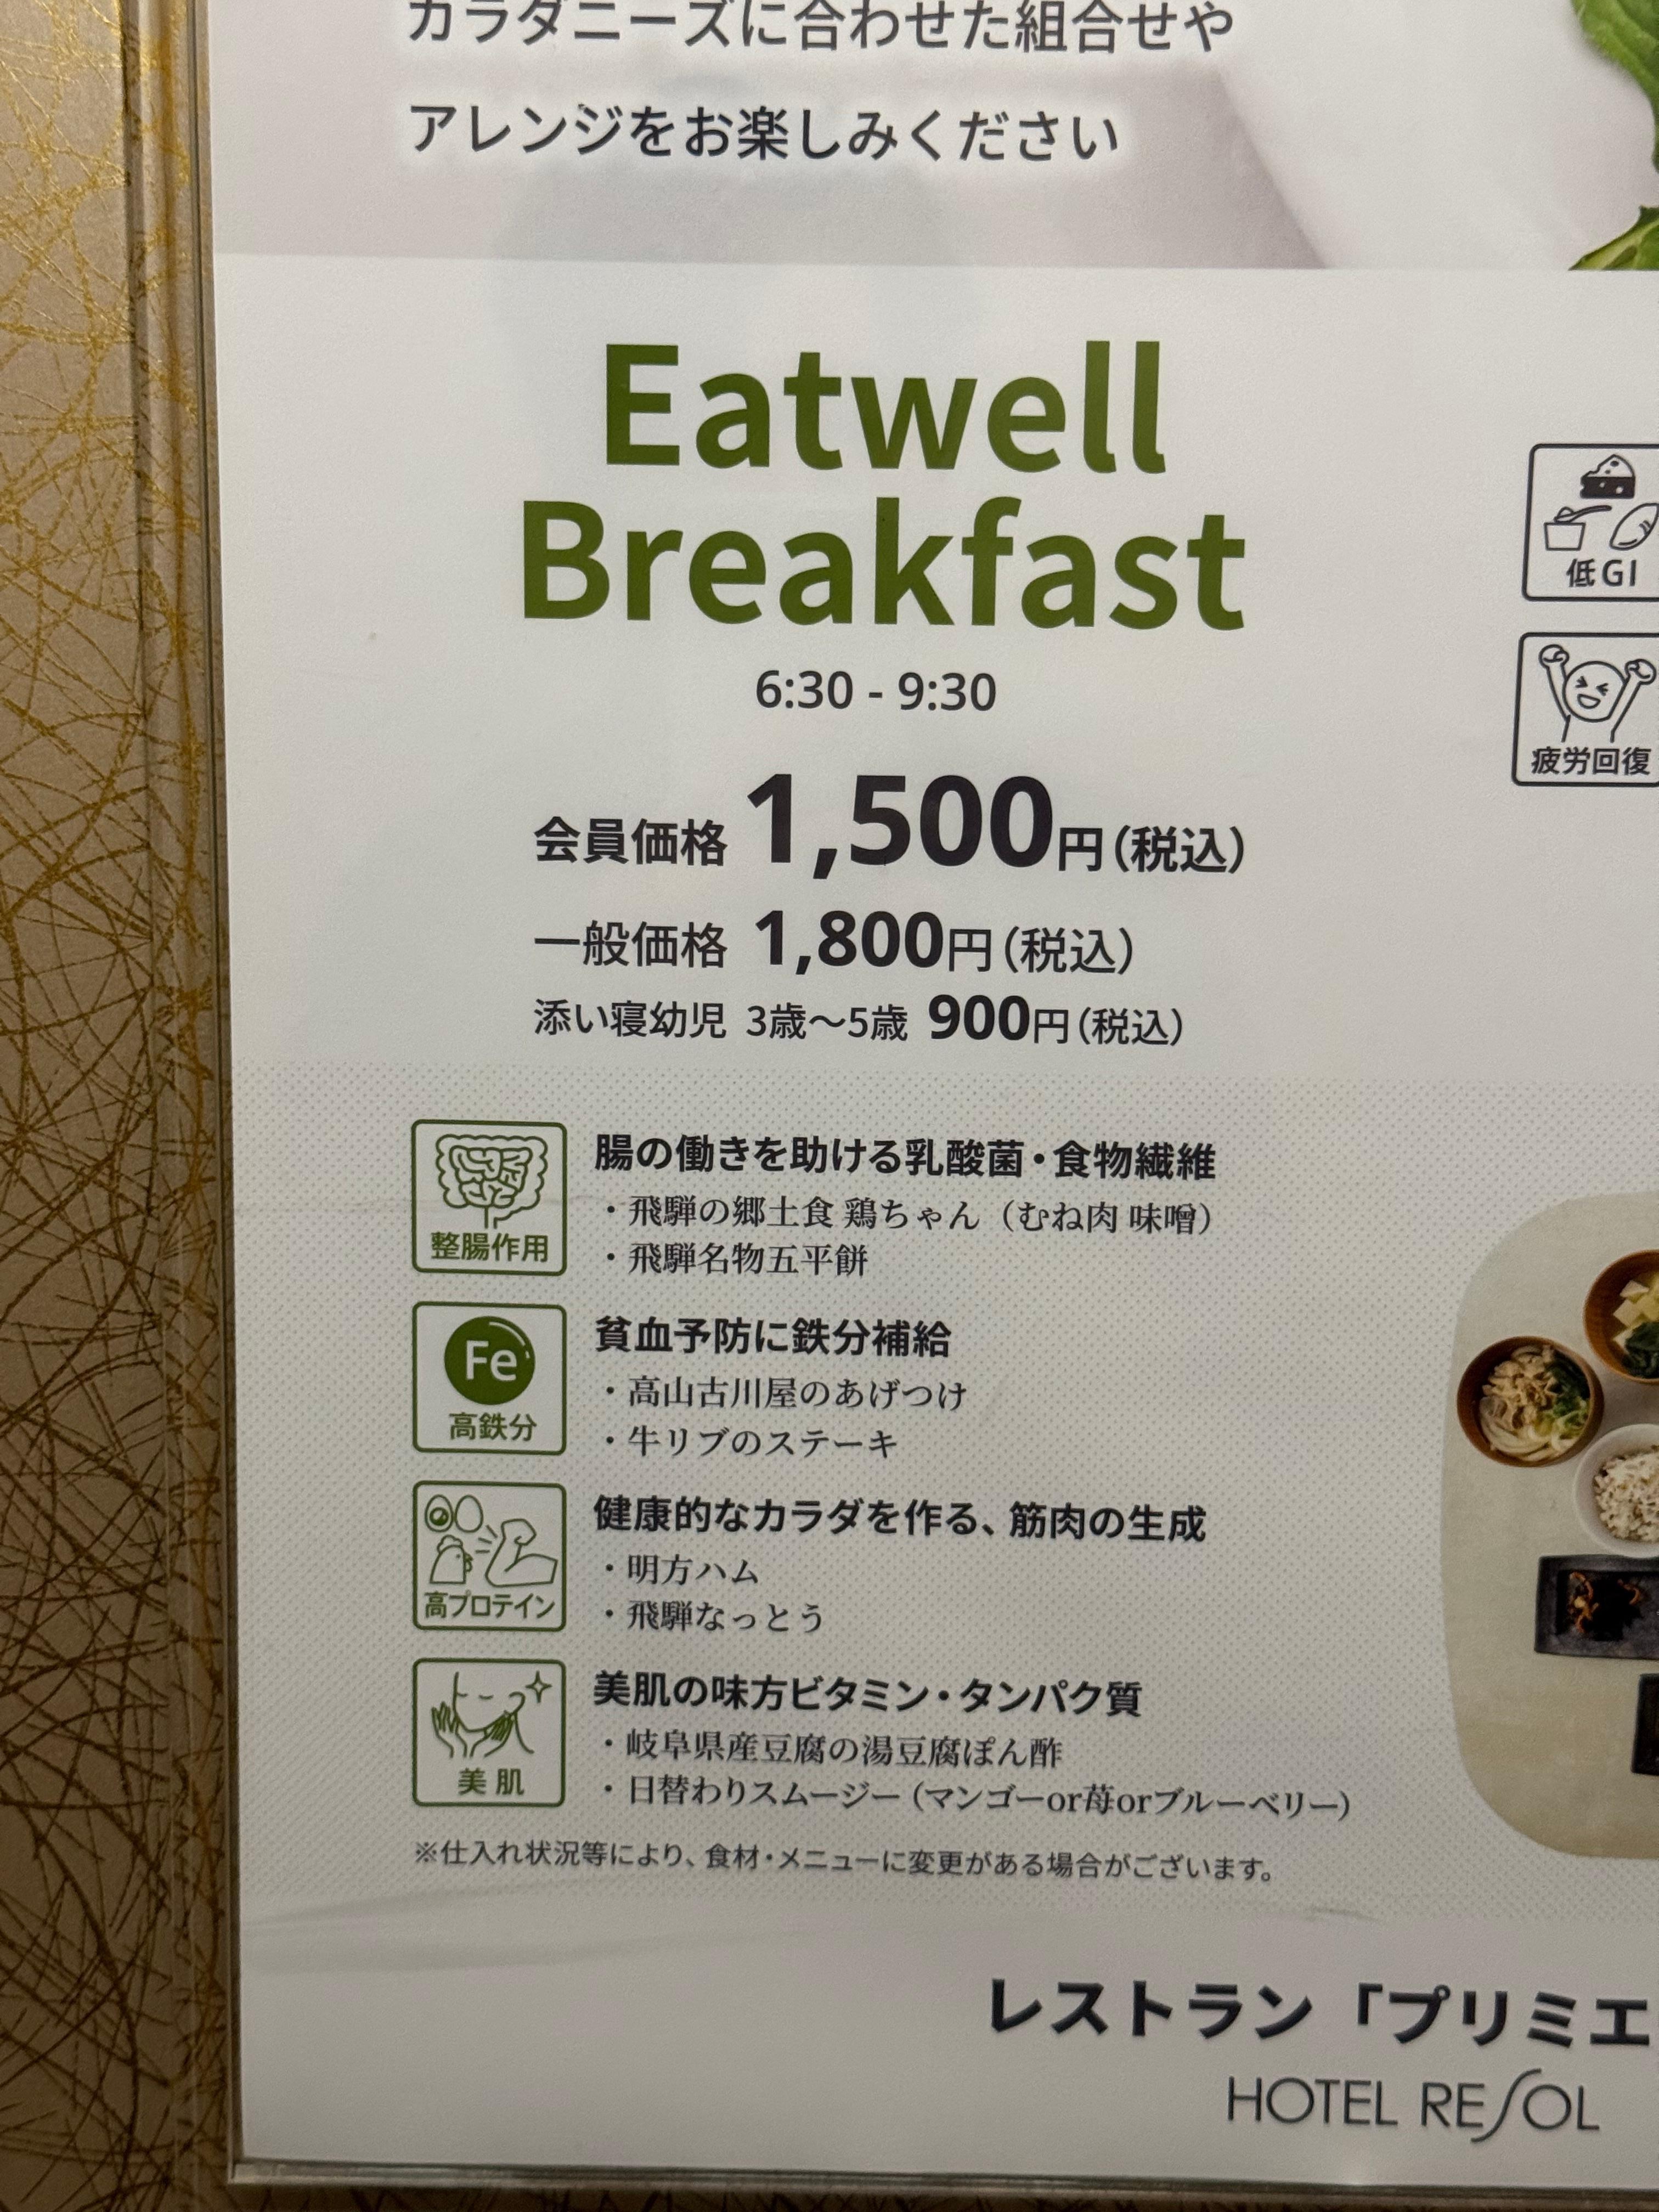 カラダニーズに合わせた組合せや
アレンジをお楽しみください
Eatwell
Breakfast
6:30 - 9:30
会員価格 1,500円(税込)
一般価格 1,800円(税込)
添い寝幼児 3歳～5歳 900円(税込)
低GI
疲労回復
整腸作用
腸の働きを助ける乳酸菌・食物繊維
・飛騨の郷土食 鶏ちゃん（むね肉 味噌）
・飛騨名物五平餅
Fe
高鉄分
貧血予防に鉄分補給
・高山古川屋のあげつけ
・牛リブのステーキ
高プロテイン
健康的なカラダを作る、筋肉の生成
・明方ハム
・飛騨なっとう
美肌
美肌の味方ビタミン・タンパク質
・岐阜県産豆腐の湯豆腐ぽん酢
・日替わりスムージー（マンゴーor苺orブルーベリー）
※仕入れ状況等により、食材・メニューに変更がある場合がございます。
レストラン「プリミエ
HOTEL RESOL